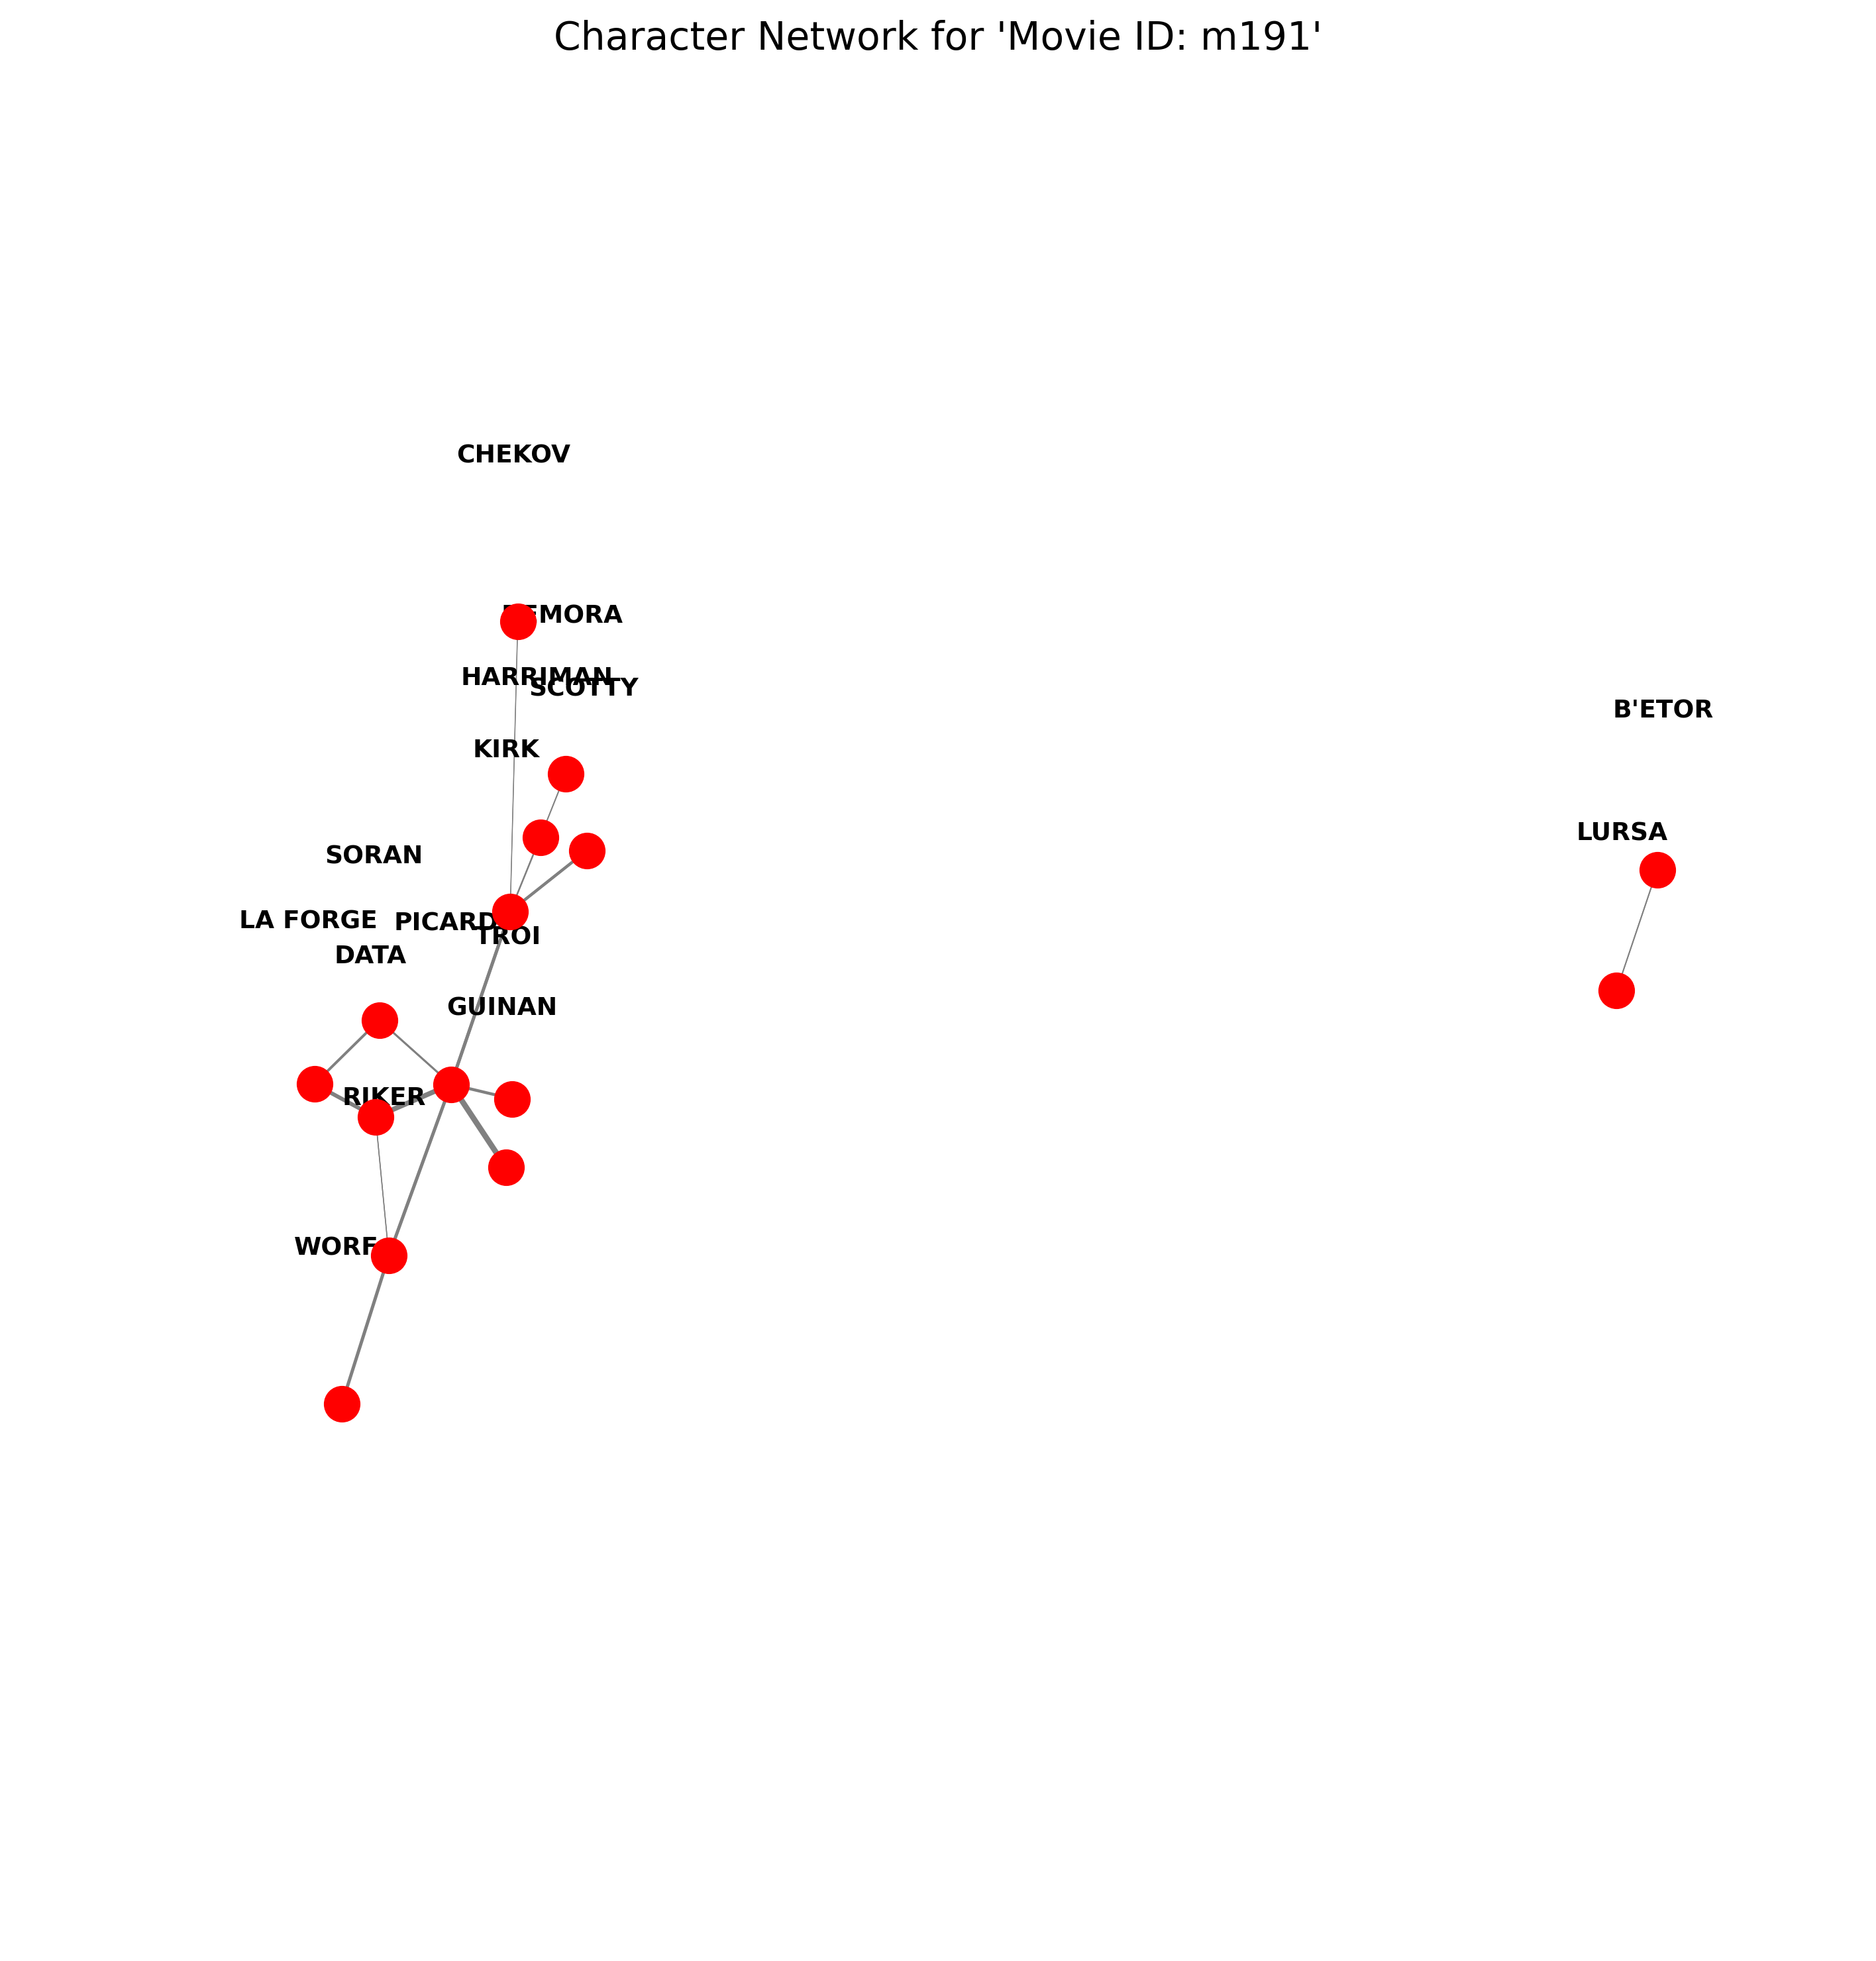 Character Network for 'Movie ID: m191'
CHEKOV
DEMORA
HARRIMAN
SCOTTY
B'ETOR
KIRK
LURSA
SORAN
LA FORGE
PICARD
TROI
DATA
GUINAN
RIKER
WORF